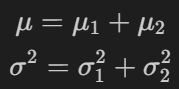 μ = μ₁ + μ₂
σ² = σ₁² + σ₂²